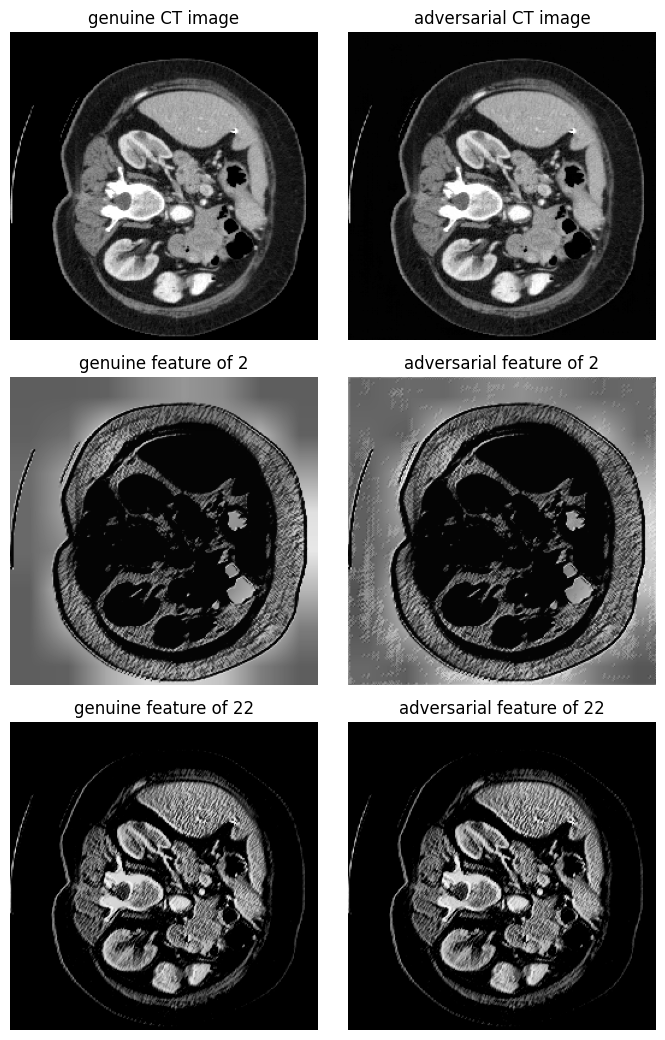 genuine CT image
adversarial CT image
genuine feature of 2
adversarial feature of 2
genuine feature of 22
adversarial feature of 22